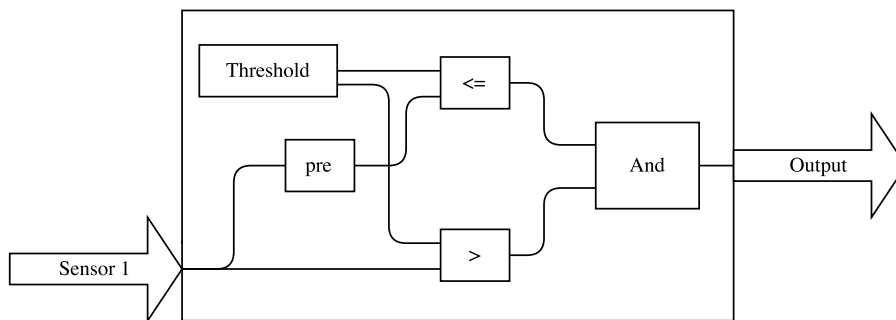 Threshold
<=
pre
And
Output
>
Sensor 1